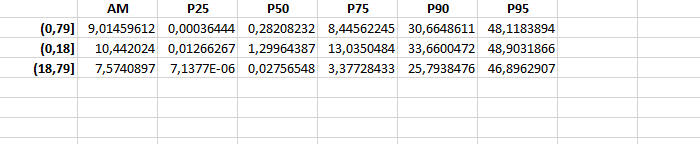 AM P25 P50 P75 P90 P95
(0,79] 9,01459612 0,00036444 0,28208232 8,44562245 30,6648611 48,1183894
(0,18] 10,442024 0,01266267 1,29964387 13,0350484 33,6600472 48,9031866
(18,79] 7,5740897 7,1377E-06 0,02756548 3,37728433 25,7938476 46,8962907